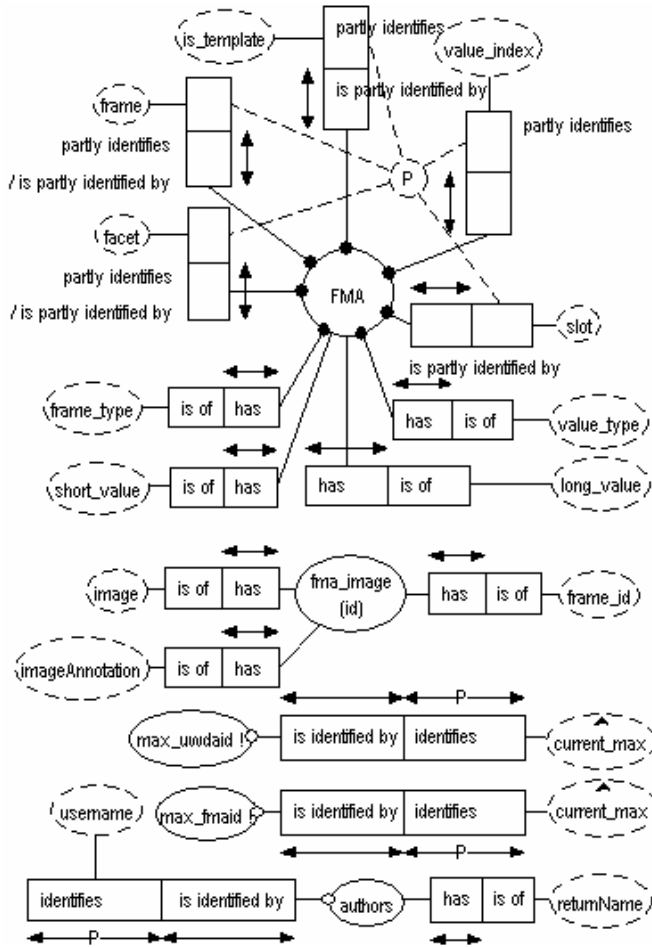 is_template
partly identifies
value_index
is partly identified by
frame
partly identifies
partly identifies
/ is partly identified by
P
facet
partly identifies
/ is partly identified by
FMA
slot
is partly identified by
frame_type
is of
has
has
is of
value_type
short_value
is of
has
has
is of
long_value
image
is of
has
fma_image
(id)
has
is of
frame_id
imageAnnotation
is of
has
P
max_uwdaid !
is identified by
identifies
current_max
username
max_fmaid !
is identified by
identifies
current_max
P
identifies
is identified by
authors
has
is of
returnName
P